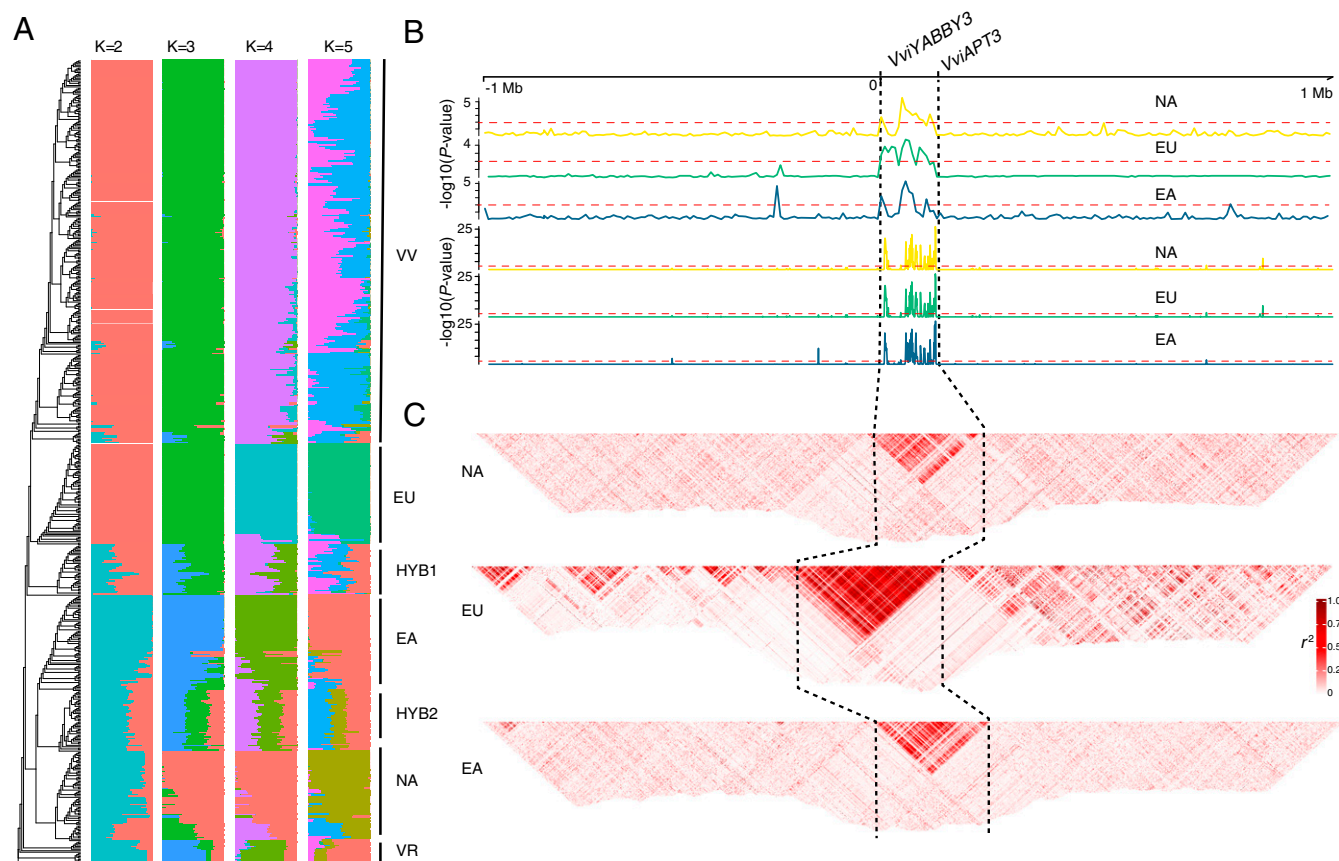 A
K=2 K=3 K=4 K=5
VV
EU
HYB1
EA
HYB2
NA
VR
B
VviYABBY3
VviAPT3
-1 Mb
0
1 Mb
-log10(P-value)
5
NA
4
EU
5
EA
-log10(P-value)
25
NA
25
EU
25
EA
C
NA
EU
EA
r²
1.0
0.7
0.5
0.2
0